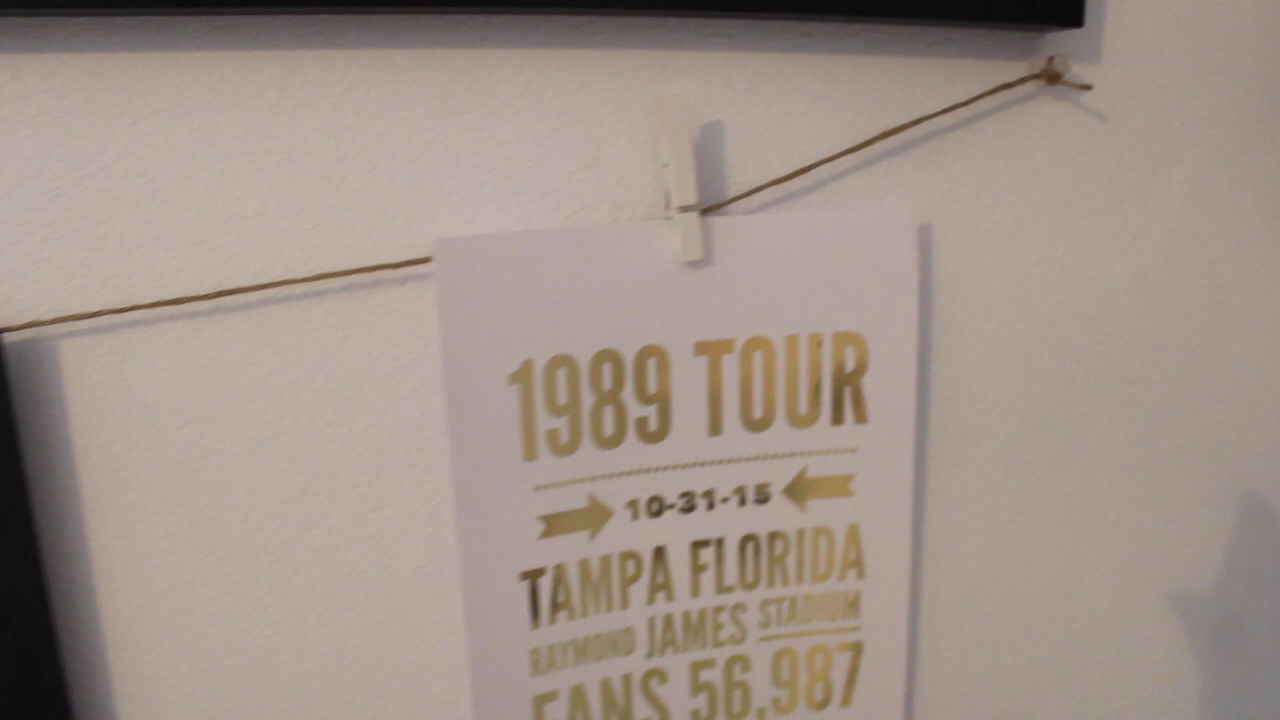 1989 TOUR
10-31-15
TAMPA FLORIDA
RAYMOND JAMES STADIUM
FANS 56,987